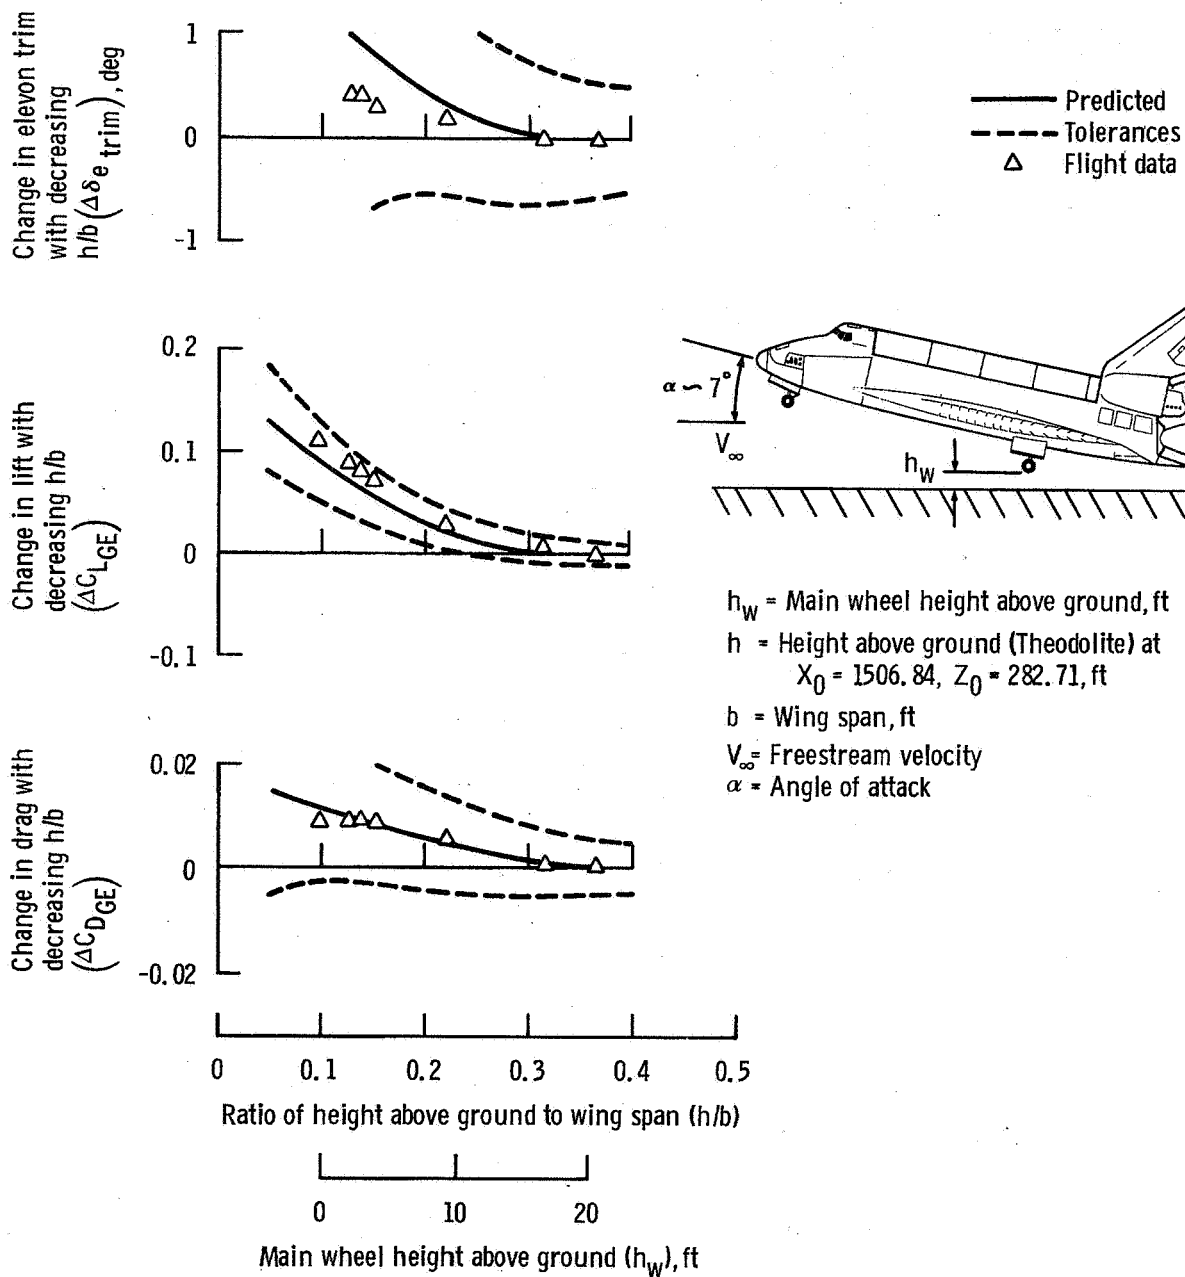 Change in elevon trim
with decreasing
h/b (Δδe trim), deg
1
0
-1
Predicted
Tolerances
Flight data
Change in lift with
decreasing h/b
(ΔCLGE)
0.2
0.1
0
-0.1
α ~ 7°
V∞
hW
hW = Main wheel height above ground, ft
h = Height above ground (Theodolite) at
X0 = 1506.84, Z0 = 282.71, ft
b = Wing span, ft
V∞ = Freestream velocity
α = Angle of attack
Change in drag with
decreasing h/b
(ΔCDGE)
0.02
0
-0.02
0 0.1 0.2 0.3 0.4 0.5
Ratio of height above ground to wing span (h/b)
0 10 20
Main wheel height above ground (hW), ft